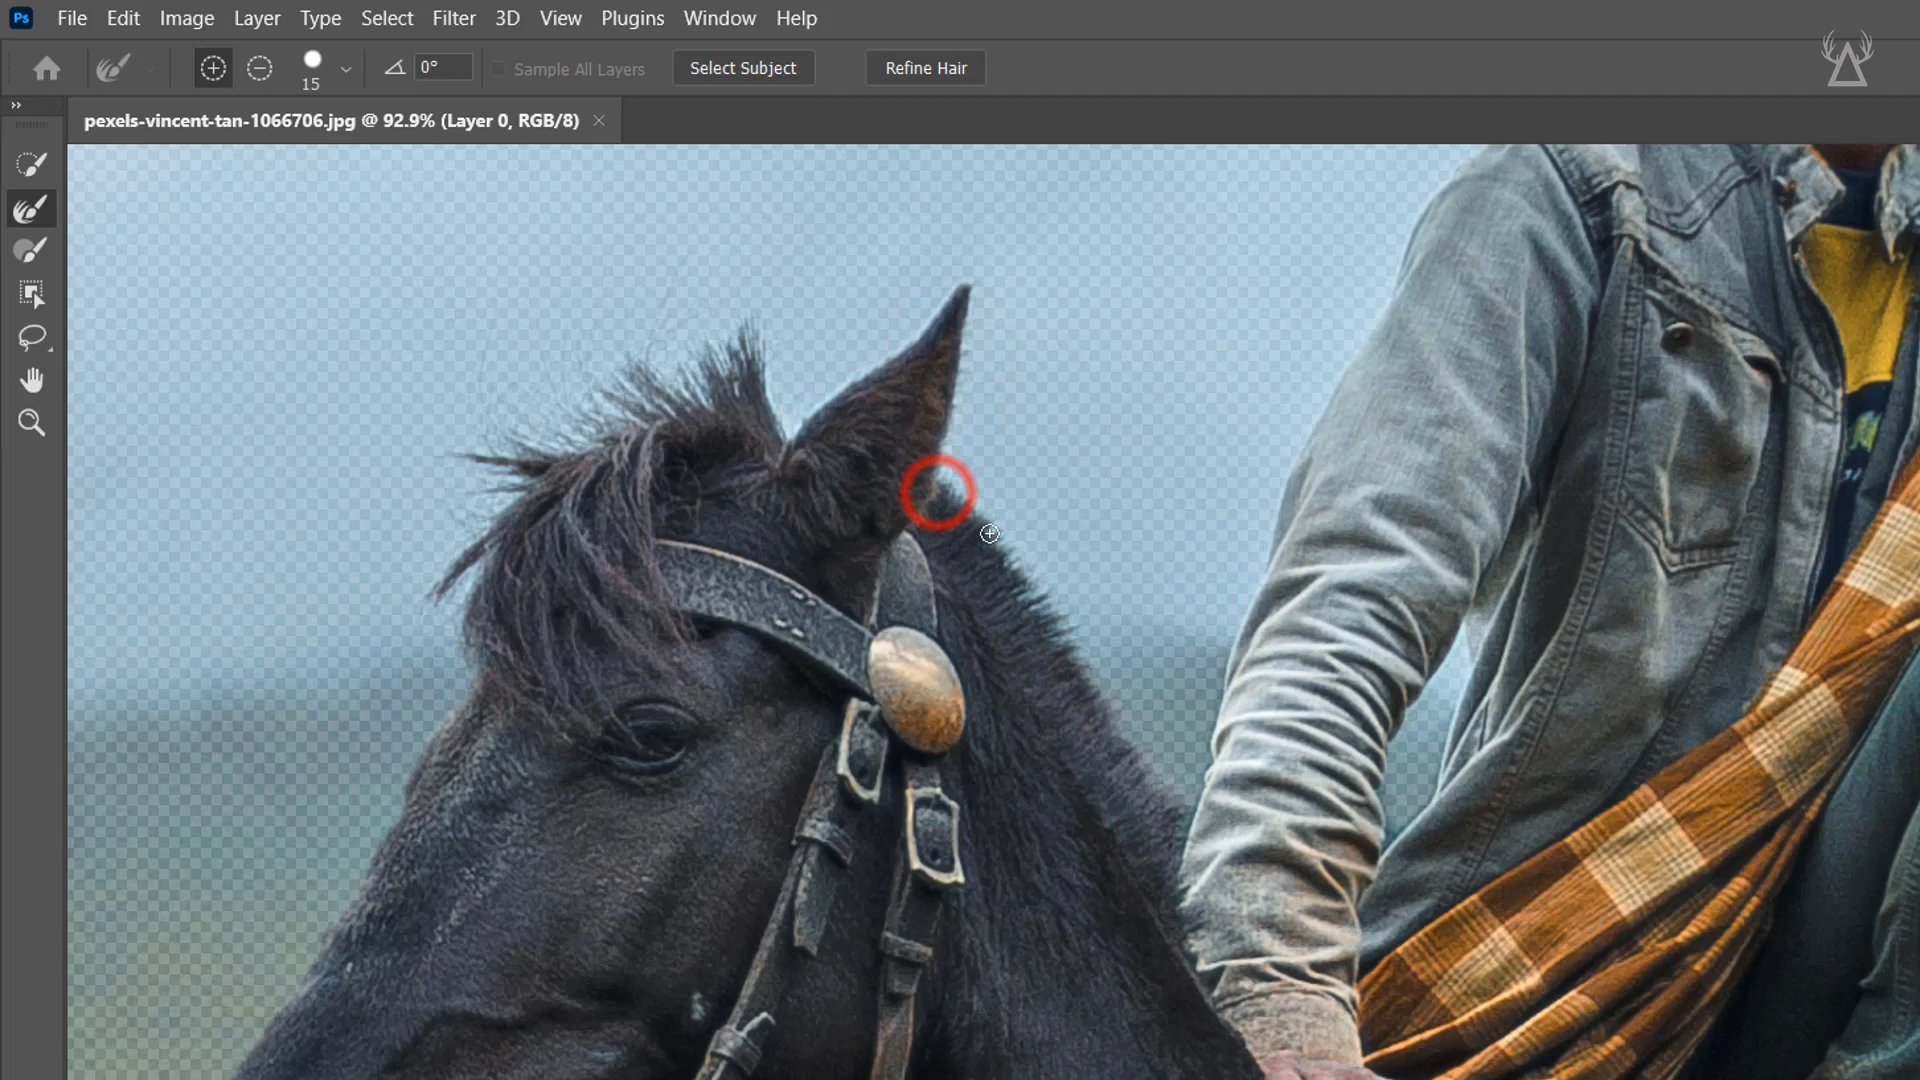 Ps File Edit Image Layer Type Select Filter 3D View Plugins Window Help
15 0° Sample All Layers Select Subject Refine Hair
pexels-vincent-tan-1066706.jpg @ 92.9% (Layer 0, RGB/8)